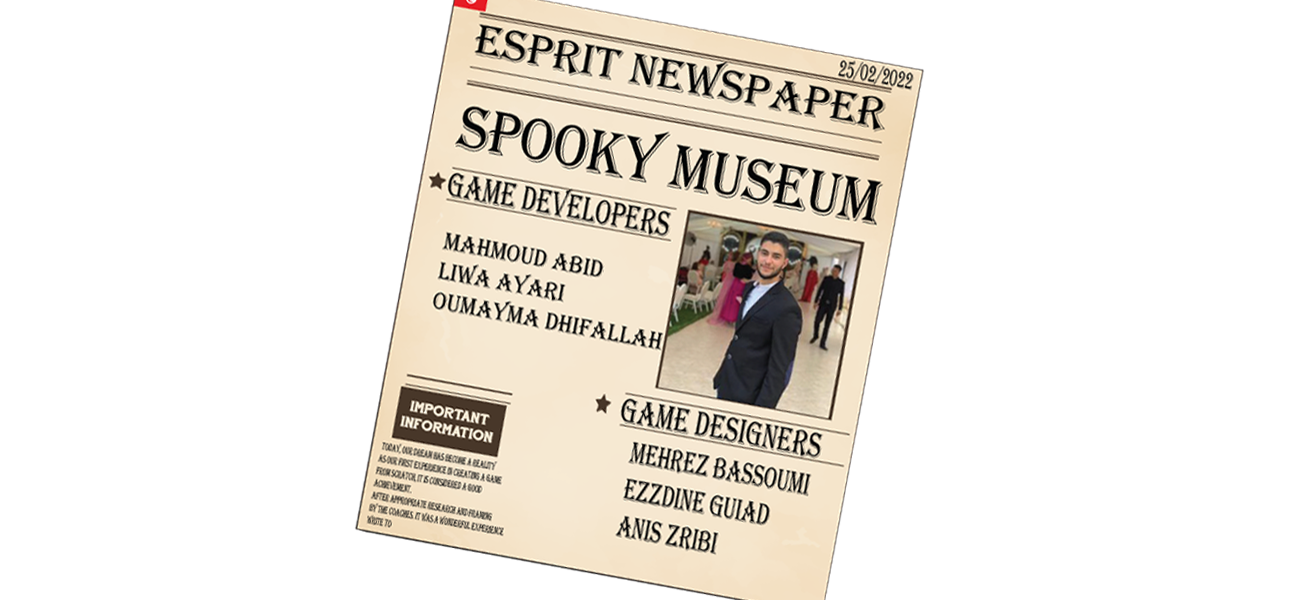 25/02/2022
ESPRIT NEWSPAPER
SPOOKY MUSEUM
GAME DEVELOPERS
MAHMOUD ABID
LIWA AYARI
OUMAYMA DHIFALLAH
IMPORTANT
INFORMATION
TODAY, OUR DREAM HAS BECOME A REALITY
AS OUR FIRST EXPERIENCE IN CREATING A GAME
FROM SCRATCH, IT IS CONSIDERED A GOOD
ACHIEVEMENT.
AFTER APPROPRIATE RESEARCH AND FRAMING
BY THE COACHES, IT WAS A WONDERFUL EXPERIENCE
WRITE TO
GAME DESIGNERS
MEHREZ BASSOUMI
EZZDINE GUIAD
ANIS ZRIBI